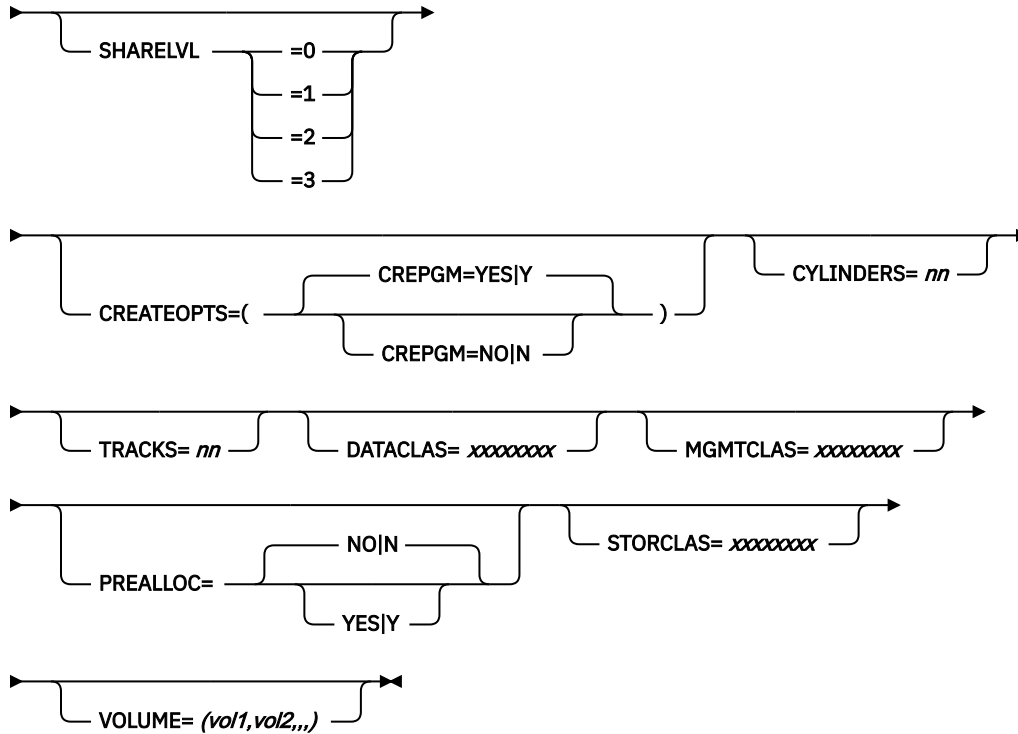 SHARELVL =0
=1
=2
=3
CREPGM=YES|Y
CYLINDERS= nn
CREATEOPTS=( )
CREPGM=NO|N
TRACKS= nn DATACLAS= xxxxxxxx MGMTCLAS= xxxxxxxx
NO|N
STORCLAS= xxxxxxxx
PREALLOC=
YES|Y
VOLUME= (vol1,vol2,,,)